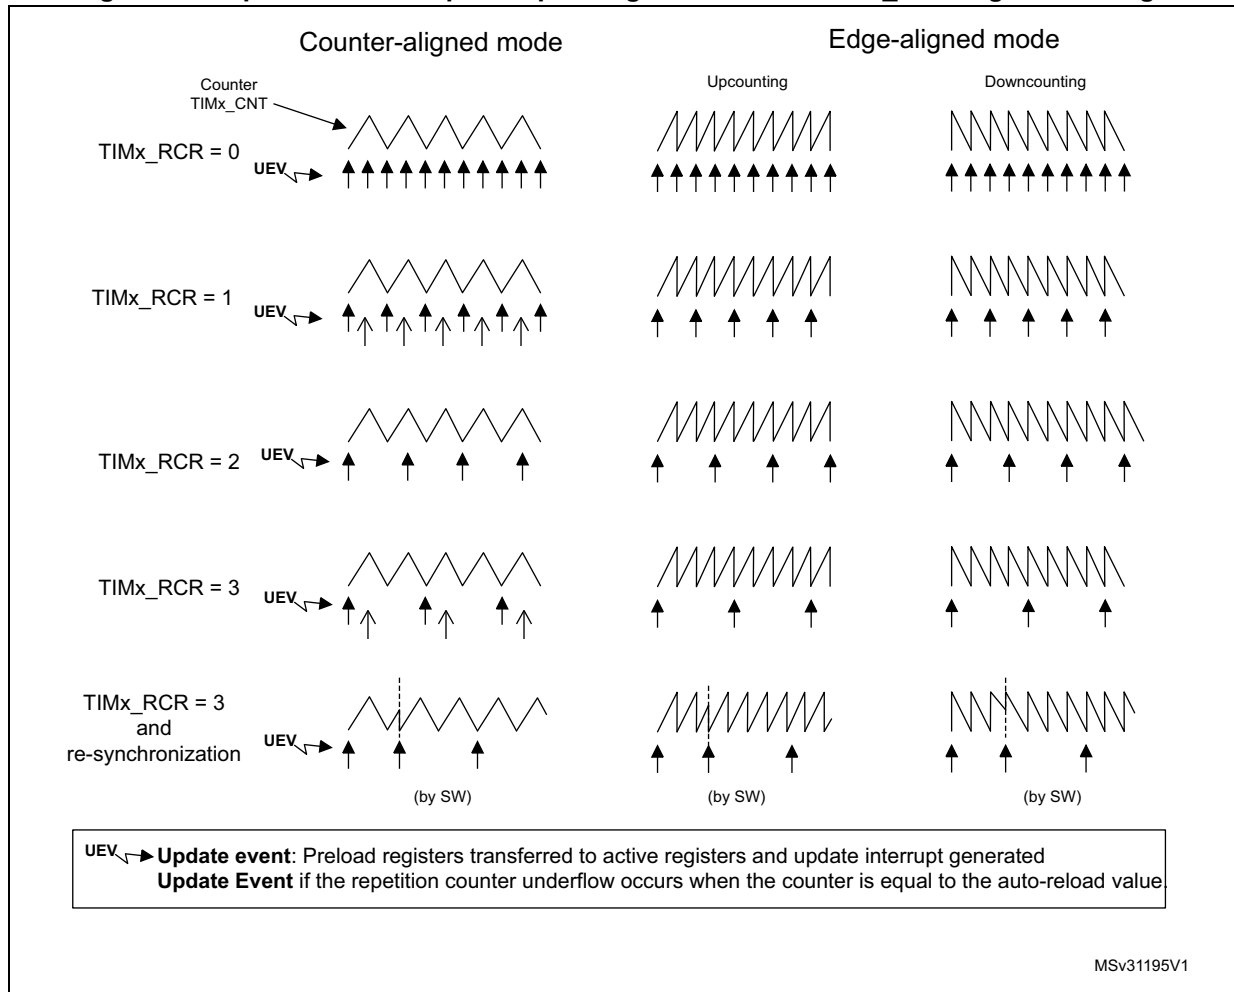 Counter-aligned mode
Edge-aligned mode
Counter
TIMx_CNT
Upcounting
Downcounting
TIMx_RCR = 0
UEV
TIMx_RCR = 1
UEV
TIMx_RCR = 2
UEV
TIMx_RCR = 3
UEV
TIMx_RCR = 3
and
re-synchronization
UEV
(by SW)
(by SW)
(by SW)
UEV Update event: Preload registers transferred to active registers and update interrupt generated
Update Event if the repetition counter underflow occurs when the counter is equal to the auto-reload value.
MSv31195V1